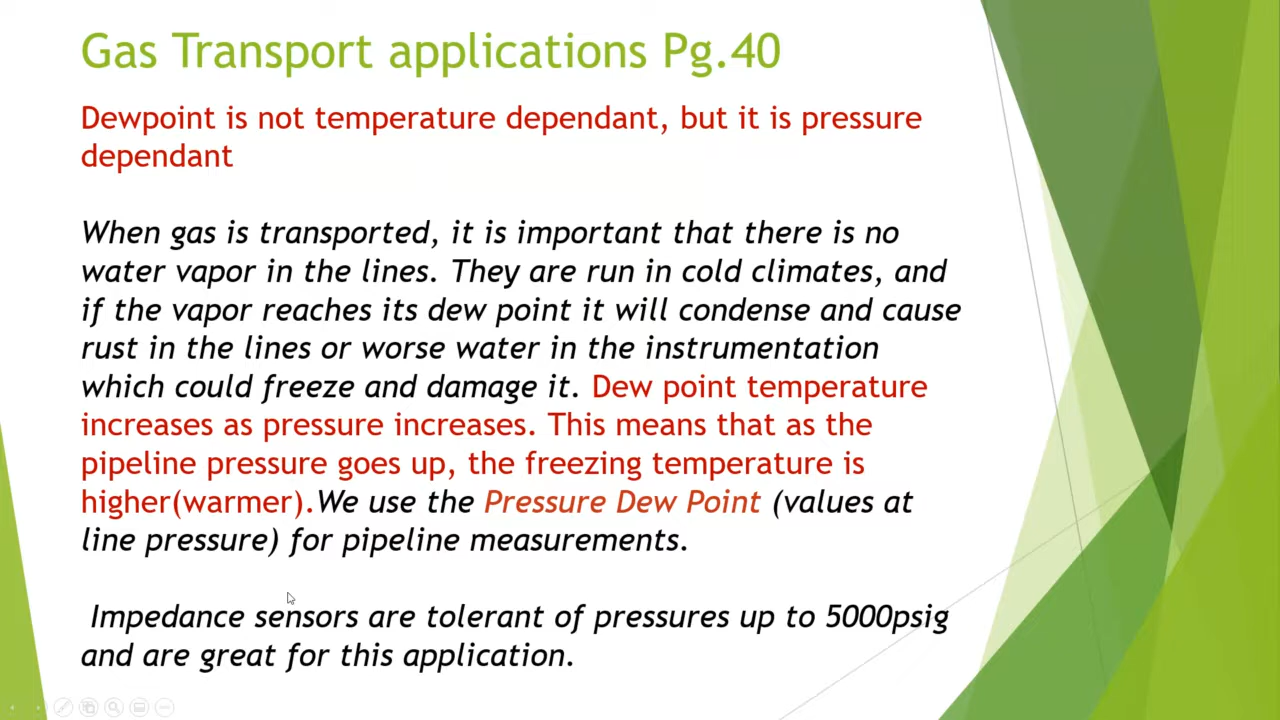 Gas Transport applications Pg.40
Dewpoint is not temperature dependant, but it is pressure
dependant
When gas is transported, it is important that there is no
water vapor in the lines. They are run in cold climates, and
if the vapor reaches its dew point it will condense and cause
rust in the lines or worse water in the instrumentation
which could freeze and damage it. Dew point temperature
increases as pressure increases. This means that as the
pipeline pressure goes up, the freezing temperature is
higher(warmer).We use the Pressure Dew Point (values at
line pressure) for pipeline measurements.
Impedance sensors are tolerant of pressures up to 5000psig
and are great for this application.